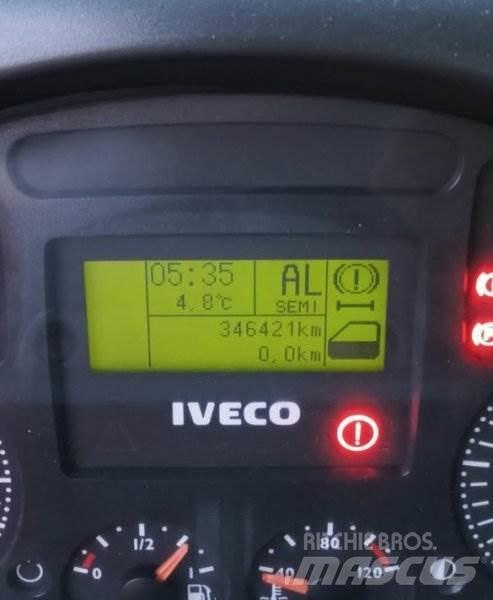 05:35
4,8°c
AL
SEMI
346421km
0,0km
IVECO
0 1/2 1
40 80 120
P
RITCHIE BROS.
MASCUS